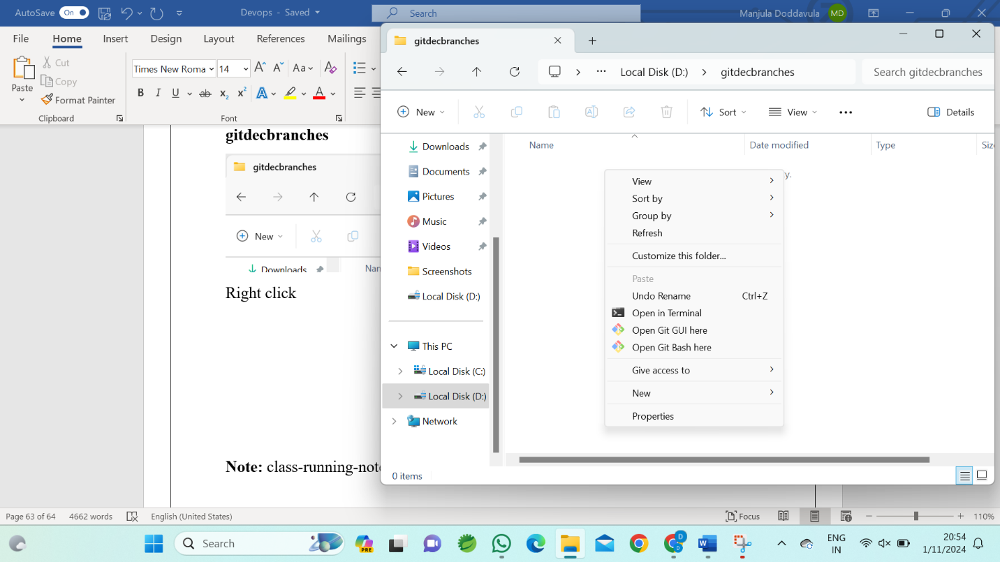 AutoSave On Devops - Saved Search Manjula Doddavula MD
File Home Insert Design Layout References Mailings
Paste
Cut
Copy
Format Painter
Clipboard
Times New Roma 14 Aa
B I U ab x2 x2 A A
Font
gitdecbranches
gitdecbranches
New
Downloads Nan
Right click
Note: class-running-note
gitdecbranches
Local Disk (D:) gitdecbranches Search gitdecbranches
New Sort View Details
Name Date modified Type Siz
y.
Downloads
Documents
Pictures
Music
Videos
Screenshots
Local Disk (D:)
This PC
Local Disk (C:)
Local Disk (D:)
Network
View
Sort by
Group by
Refresh
Customize this folder...
Paste
Undo Rename Ctrl+Z
Open in Terminal
Open Git GUI here
Open Git Bash here
Give access to
New
Properties
0 items
Page 63 of 64 4662 words English (United States) Focus 110%
Search PRE D D
ENG
IN
20:54
1/11/2024